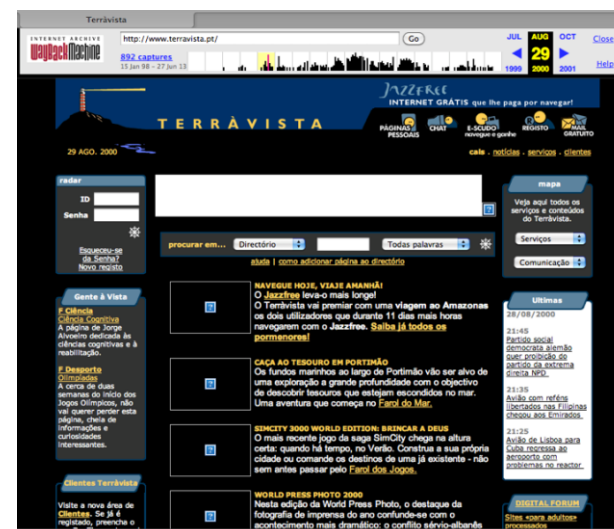 Terràvista
INTERNET ARCHIVE
WayBackMachine
http://www.terravista.pt/
Go
892 captures
15 Jun 98 - 27 Jun 13
JUL AUG OCT
29
1999 2000 2001
Close
Help
JAZZFREE
INTERNET GRÁTIS que lhe paga por navegar!
TERRÀVISTA
PÁGINAS PESSOAIS
CHAT
E-SCUDO
navegue e ganhe
REGISTO
MAIL
GRATUITO
29 AGO. 2000
cais . notícias . serviços . clientes
radar
ID
Senha
Esqueceu-se
da Senha?
Novo registo
procurar em... Directório Todas palavras
ajuda | como adicionar página ao directório
mapa
Veja aqui todos os
serviços e conteúdos
do Terràvista.
Serviços
Comunicação
Gente à Vista
F Ciência
Ciência Cognitiva
A página de Jorge
Alvoeiro dedicada às
ciências cognitivas e à
reabilitação.
F Desporto
Olimpíadas
A cerca de duas
semanas do início dos
Jogos Olímpicos, não
vai querer perder esta
página, cheia de
informações e
curiosidades
interessantes.
Clientes Terràvista
Visite a nova área de
Clientes. Se já é
registado, preencha o
NAVEGUE HOJE, VIAJE AMANHÃ!
O Jazzfree leva-o mais longe!
O Terràvista vai premiar com uma viagem ao Amazonas
os dois utilizadores que durante 11 dias mais horas
navegarem com o Jazzfree. Saiba já todos os
pormenores!
CAÇA AO TESOURO EM PORTIMÃO
Os fundos marinhos ao largo de Portimão vão ser alvo de
uma exploração a grande profundidade com o objectivo
de descobrir tesouros que estejam escondidos no mar.
Uma aventura que começa no Farol do Mar.
SIMCITY 3000 WORLD EDITION: BRINCAR A DEUS
O mais recente jogo da saga SimCity chega na altura
certa: quando há tempo, no Verão. Construa a sua própria
cidade ou comande os destinos de uma já existente - não
sem antes passar pelo Farol dos Jogos.
WORLD PRESS PHOTO 2000
Nesta edição da World Press Photo, o destaque da
fotografia de imprensa do ano confunde-se com o
acontecimento mais dramático: o conflito sérvio-albanês
Ultimas
28/08/2000
21:45
Partido social
democrata alemão
quer proibição do
partido da extrema
direita NPD
21:35
Avião com reféns
libertados nas Filipinas
chegou aos Emirados
21:25
Avião de Lisboa para
Cuba regressa ao
aeroporto com
problemas no reactor
DIGITAL FORUM
Sites «para adultos»
processados